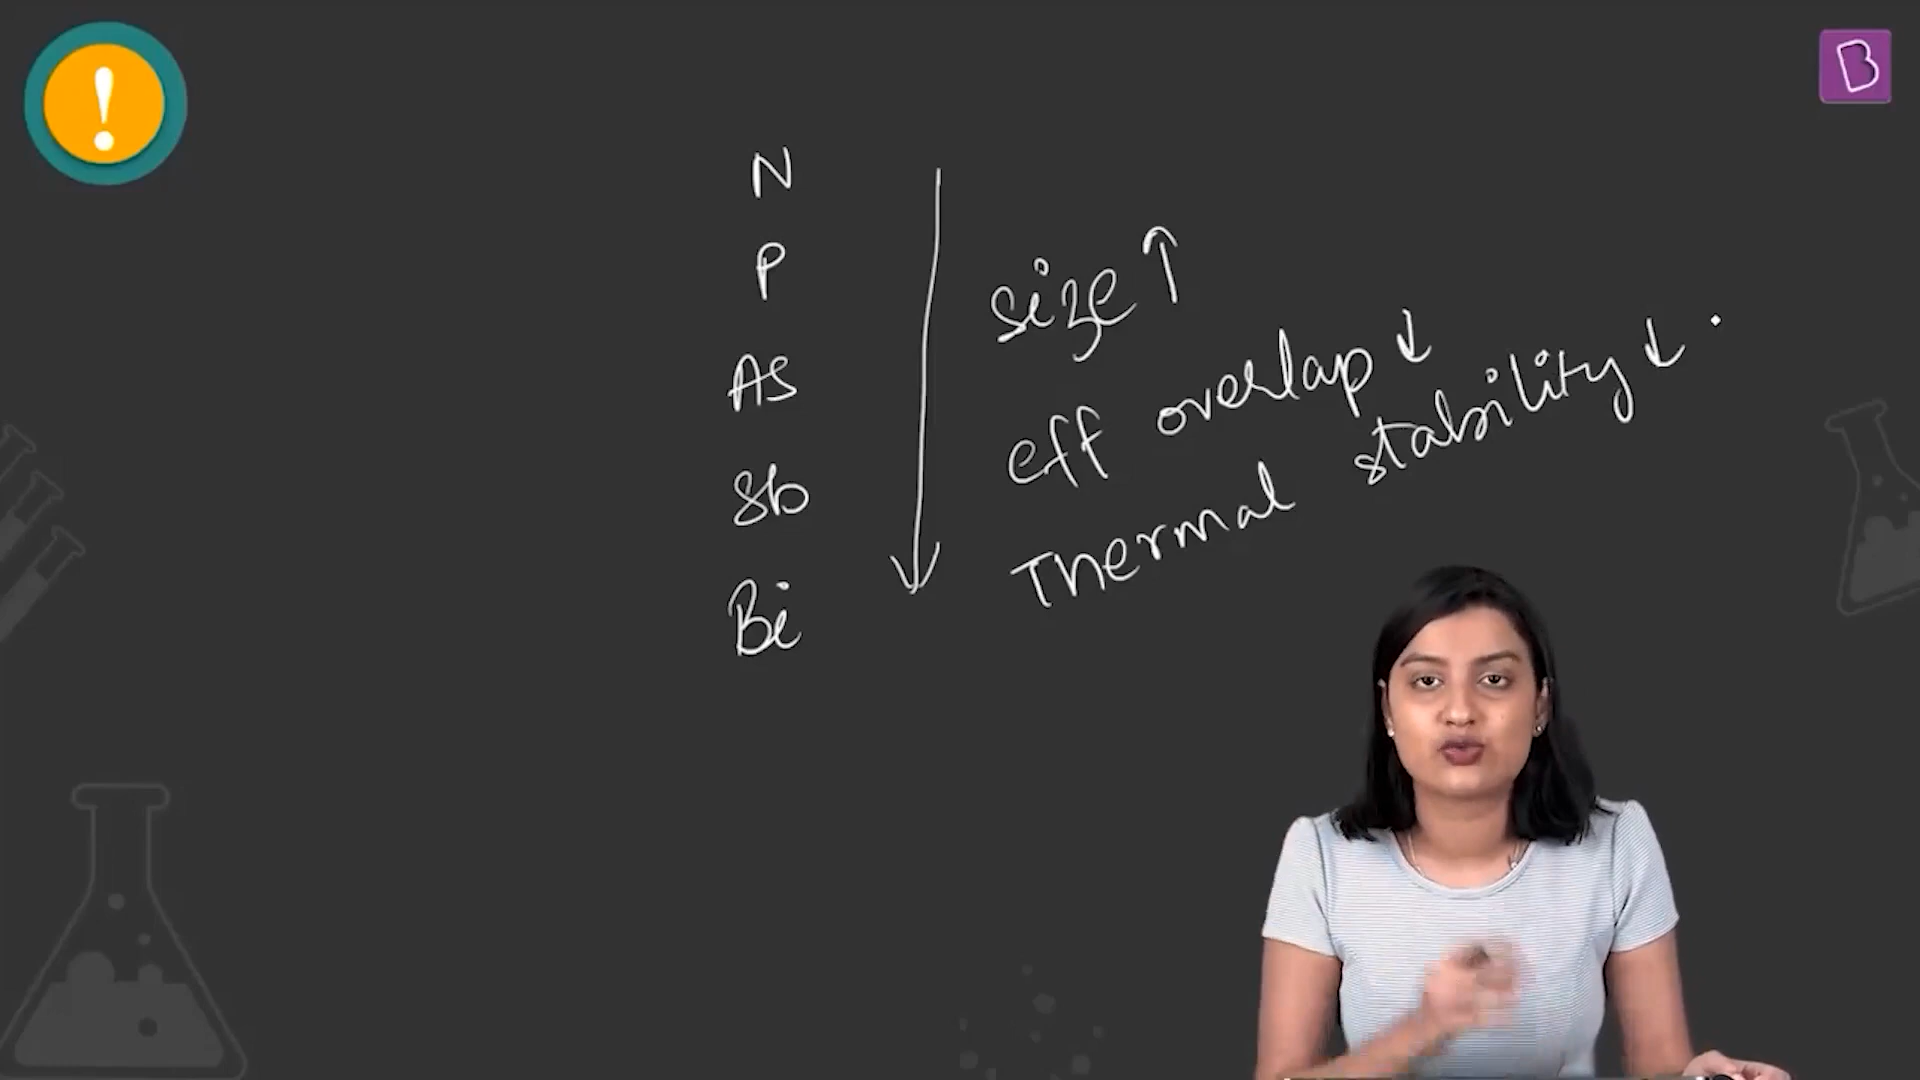 !
B
N
P
As
Sb
Bi
size ↑
eff overlap ↓
Thermal stability ↓ .